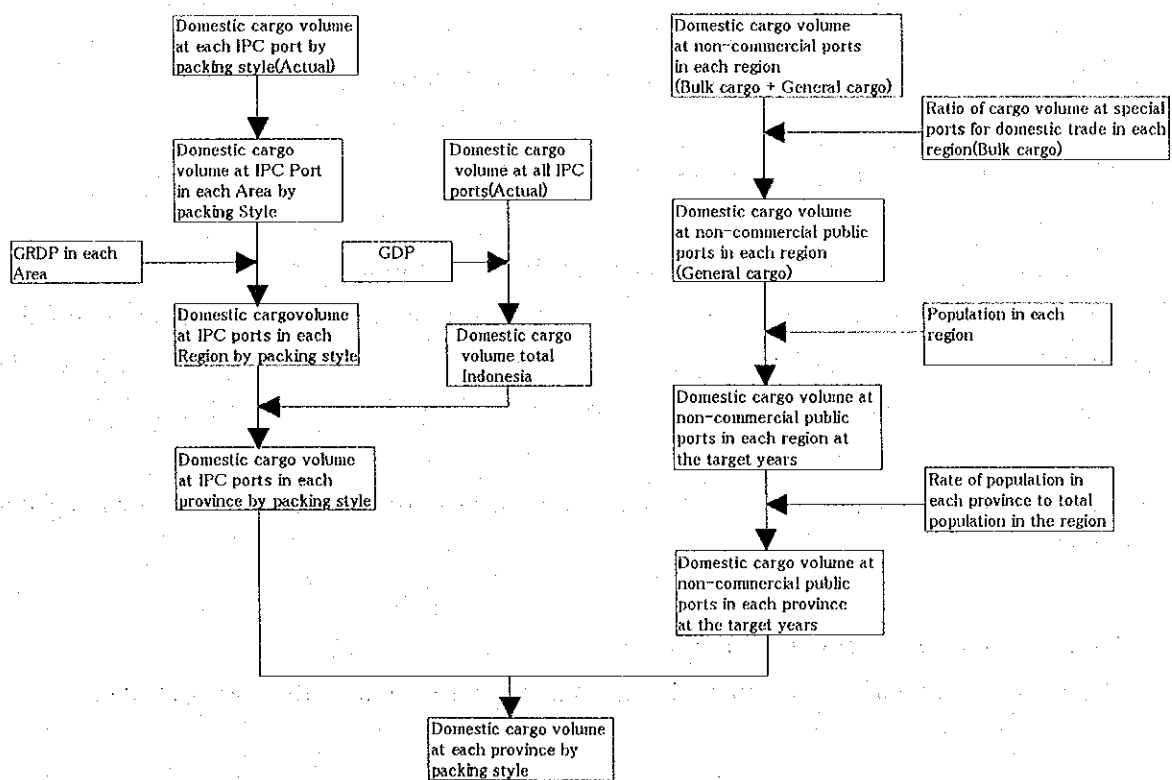 Domestic cargo volume
at each IPC port by
packing style(Actual)
Domestic cargo
volume at IPC Port
in each Area by
packing Style
GRDP in each
Area
Domestic cargovolume
at IPC ports in each
Region by packing style
Domestic cargo
volume at all IPC
ports(Actual)
GDP
Domestic cargo
volume total
Indonesia
Domestic cargo volume
at IPC ports in each
province by packing style
Domestic cargo volume
at non-commercial ports
in each region
(Bulk cargo + General cargo)
Ratio of cargo volume at special
ports for domestic trade in each
region(Bulk cargo)
Domestic cargo volume
at non-commercial public
ports in each region
(General cargo)
Population in each
region
Domestic cargo volume at
non-commercial public
ports in each region at
the target years
Rate of population in
each province to total
population in the region
Domestic cargo volume at
non-commercial public
ports in each province
at the target years
Domestic cargo volume
at each province by
packing style